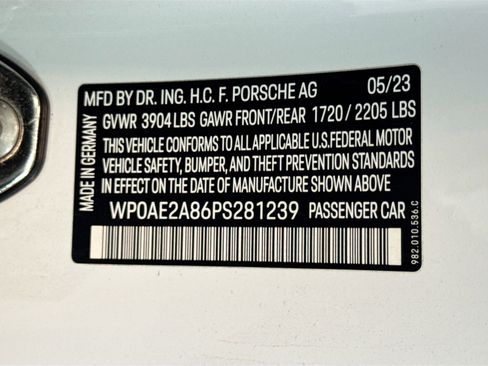 MFD BY DR. ING. H.C. F. PORSCHE AG 05/23
GVWR 3904 LBS GAWR FRONT/REAR 1720 / 2205 LBS
THIS VEHICLE CONFORMS TO ALL APPLICABLE U.S.FEDERAL MOTOR
VEHICLE SAFETY, BUMPER, AND THEFT PREVENTION STANDARDS
IN EFFECT ON THE DATE OF MANUFACTURE SHOWN ABOVE
WP0AE2A86PS281239 PASSENGER CAR
MADE IN GERMANY
982.010.536.C